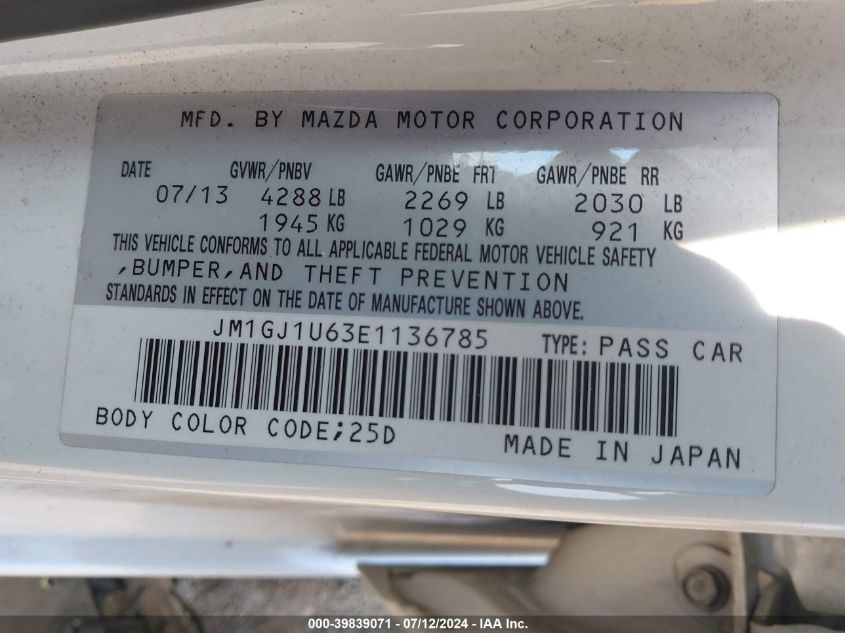 MFD. BY MAZDA MOTOR CORPORATION
DATE GVWR/PNBV GAWR/PNBE FRT GAWR/PNBE RR
07/13 4288 LB 2269 LB 2030 LB
1945 KG 1029 KG 921 KG
THIS VEHICLE CONFORMS TO ALL APPLICABLE FEDERAL MOTOR VEHICLE SAFETY
,BUMPER,AND THEFT PREVENTION
STANDARDS IN EFFECT ON THE DATE OF MANUFACTURE SHOWN ABOVE.
JM1GJ1U63E1136785 TYPE: PASS CAR
BODY COLOR CODE;25D
MADE IN JAPAN
000-39839071 - 07/12/2024 - IAA Inc.